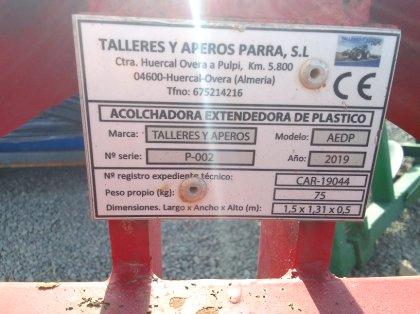 TALLERES Y APEROS PARRA, S.L
Ctra. Huercal Overa a Pulpi, Km. 5.800
04600-Huercal-Overa (Almeria)
Tfno: 675214216
CE
ACOLCHADORA EXTENDEDORA DE PLASTICO
Marca: TALLERES Y APEROS Modelo: AEDP
Nº serie: P-002 Año: 2019
Nº registro expediente técnico: CAR-19044
Peso propio (kg): 75
Dimensiones. Largo x Ancho x Alto (m): 1,5 x 1,31 x 0,5